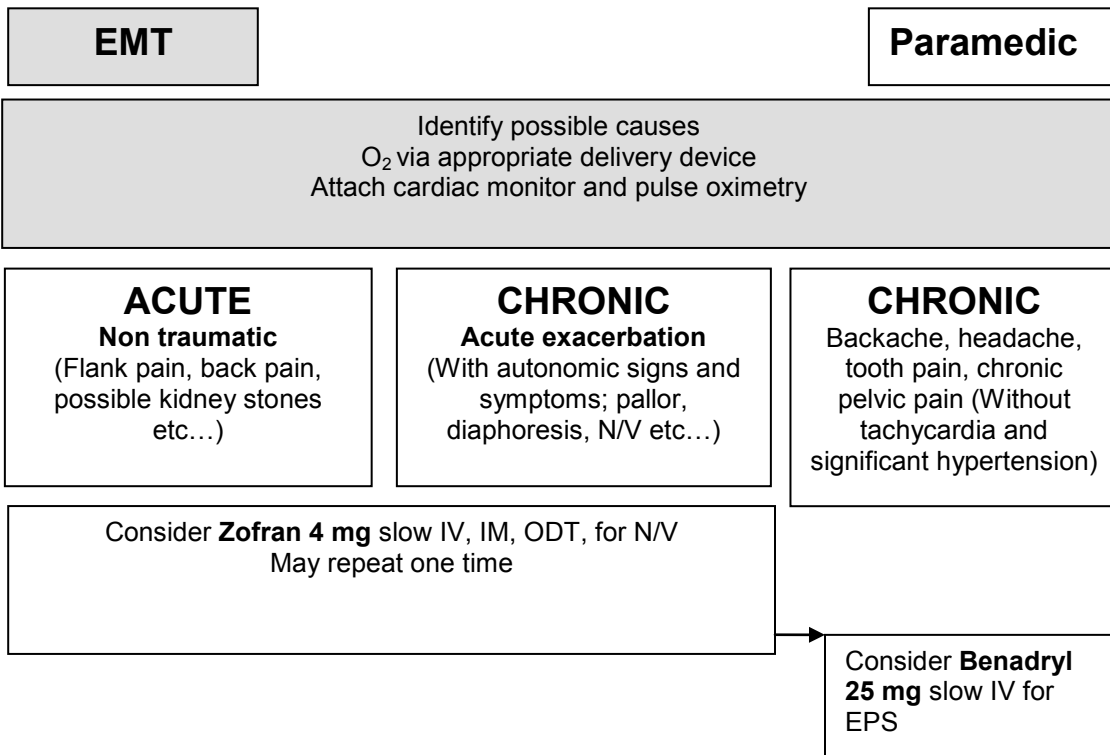 EMT
Paramedic
Identify possible causes
O₂ via appropriate delivery device
Attach cardiac monitor and pulse oximetry
ACUTE
Non traumatic
(Flank pain, back pain,
possible kidney stones
etc…)
CHRONIC
Acute exacerbation
(With autonomic signs and
symptoms; pallor,
diaphoresis, N/V etc…)
CHRONIC
Backache, headache,
tooth pain, chronic
pelvic pain (Without
tachycardia and
significant hypertension)
Consider Zofran 4 mg slow IV, IM, ODT, for N/V
May repeat one time
Consider Benadryl
25 mg slow IV for
EPS